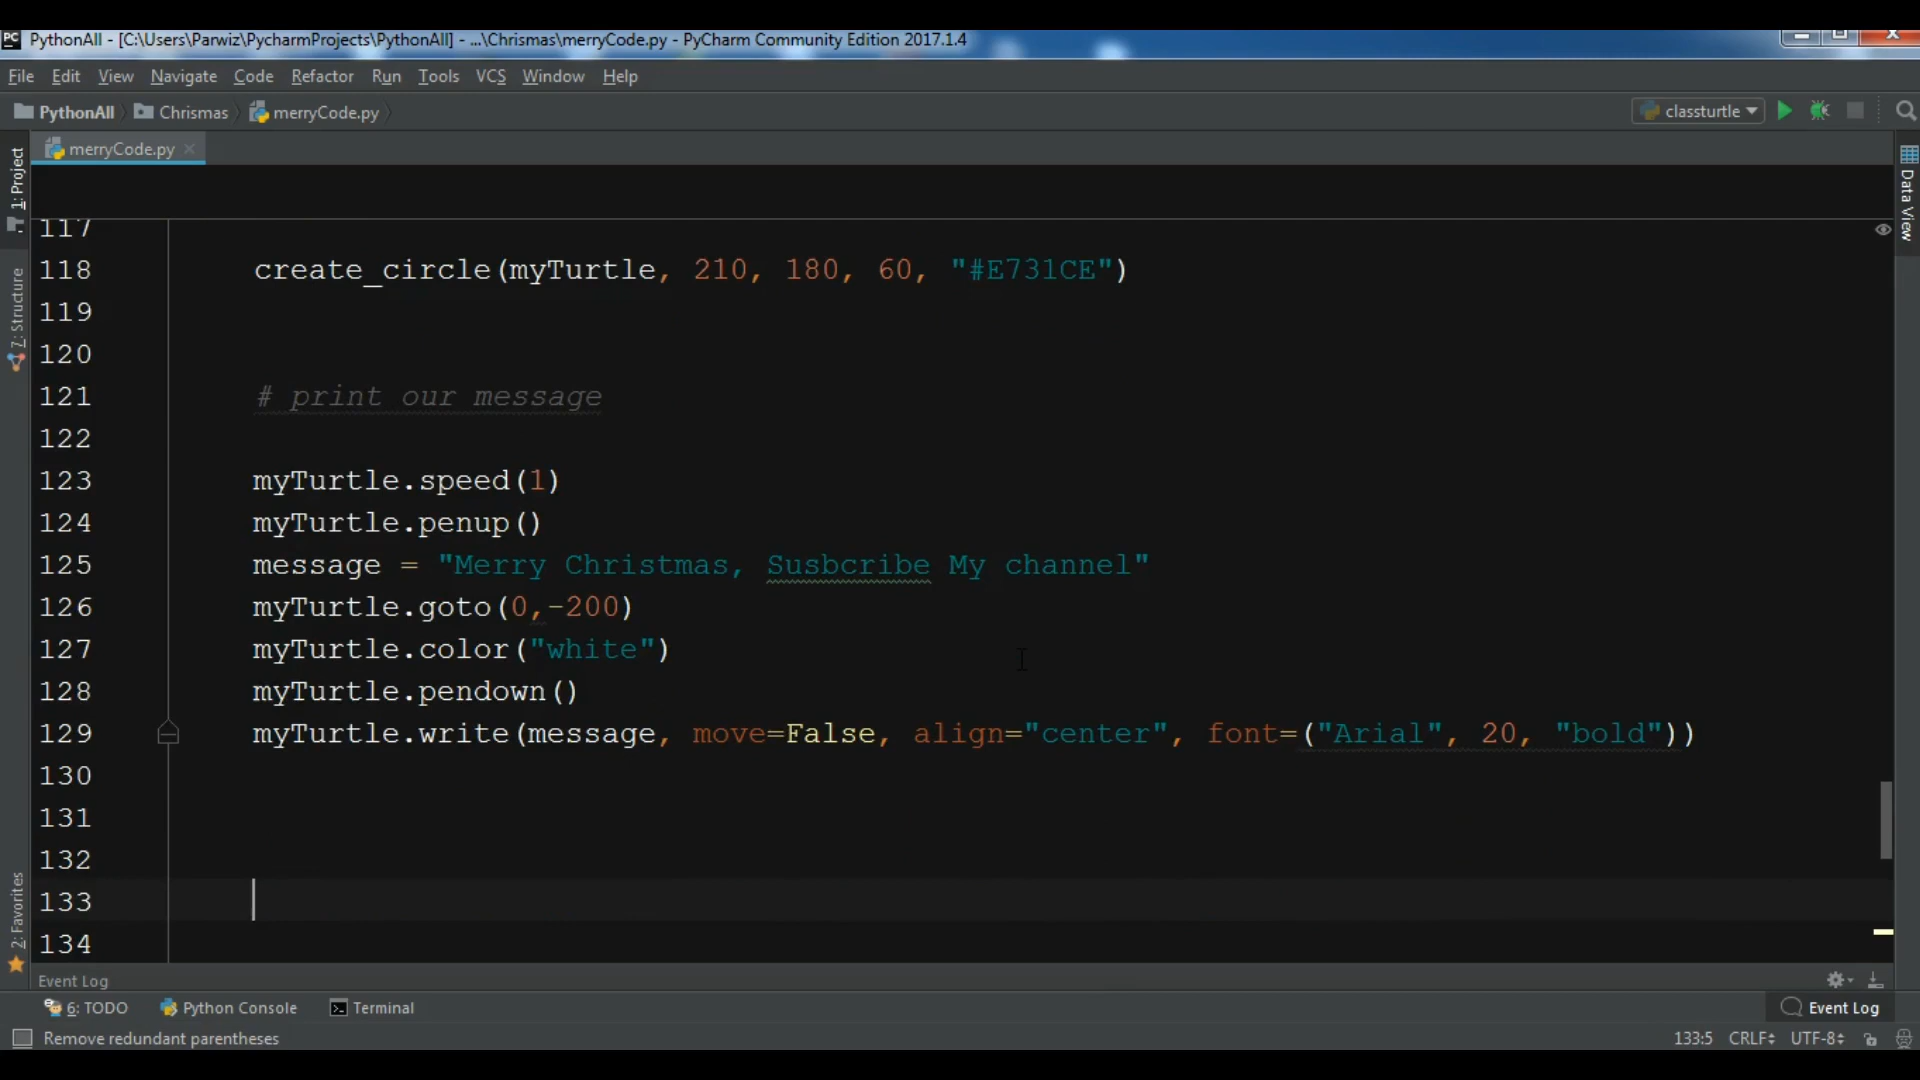 PythonAll - [C:\Users\Parwiz\PycharmProjects\PythonAll] - ...\Chrismas\merryCode.py - PyCharm Community Edition 2017.1.4
File Edit View Navigate Code Refactor Run Tools VCS Window Help
PythonAll Chrismas merryCode.py classturtle
merryCode.py
1: Project
7: Structure
2: Favorites
Data View
117
118 create_circle(myTurtle, 210, 180, 60, "#E731CE")
119
120
121 # print our message
122
123 myTurtle.speed(1)
124 myTurtle.penup()
125 message = "Merry Christmas, Susbcribe My channel"
126 myTurtle.goto(0,-200)
127 myTurtle.color("white")
128 myTurtle.pendown()
129 myTurtle.write(message, move=False, align="center", font=("Arial", 20, "bold"))
130
131
132
133
134
Event Log
6: TODO Python Console Terminal Event Log
Remove redundant parentheses 133:5 CRLF UTF-8